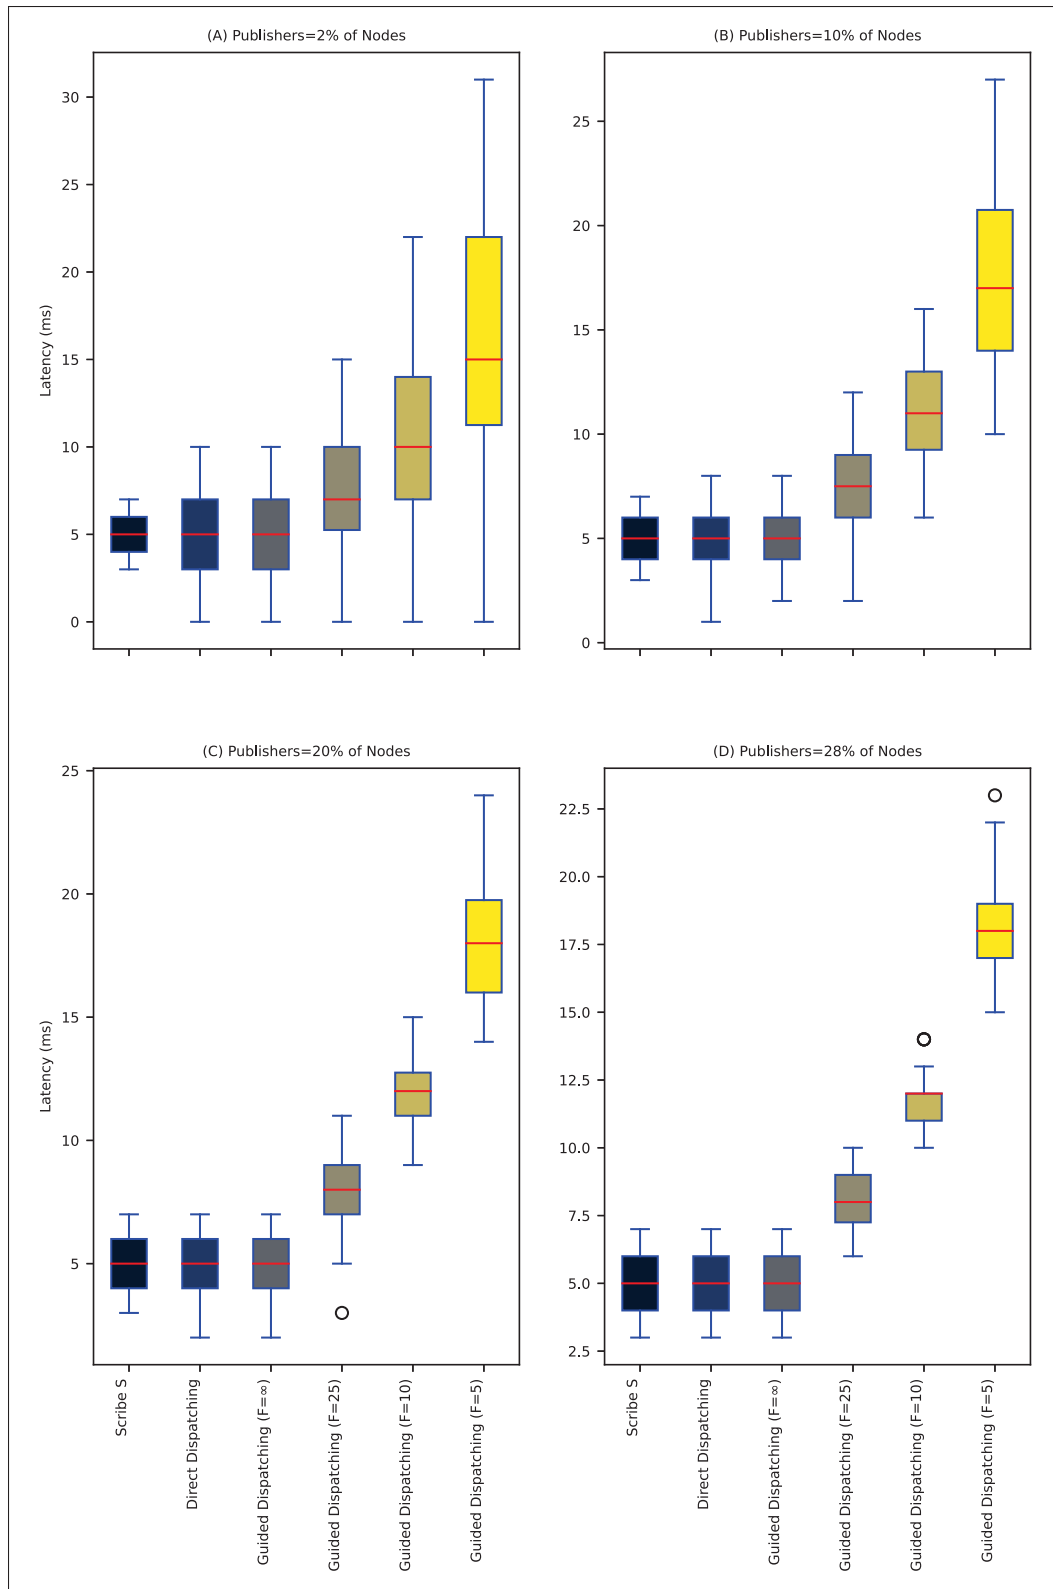 (A) Publishers=2% of Nodes
30
25
20
15
10
5
0
Latency (ms)
(B) Publishers=10% of Nodes
25
20
15
10
5
0
(C) Publishers=20% of Nodes
25
20
15
10
5
Latency (ms)
Scribe S
Direct Dispatching
Guided Dispatching (F=∞)
Guided Dispatching (F=25)
Guided Dispatching (F=10)
Guided Dispatching (F=5)
(D) Publishers=28% of Nodes
22.5
20.0
17.5
15.0
12.5
10.0
7.5
5.0
2.5
Scribe S
Direct Dispatching
Guided Dispatching (F=∞)
Guided Dispatching (F=25)
Guided Dispatching (F=10)
Guided Dispatching (F=5)